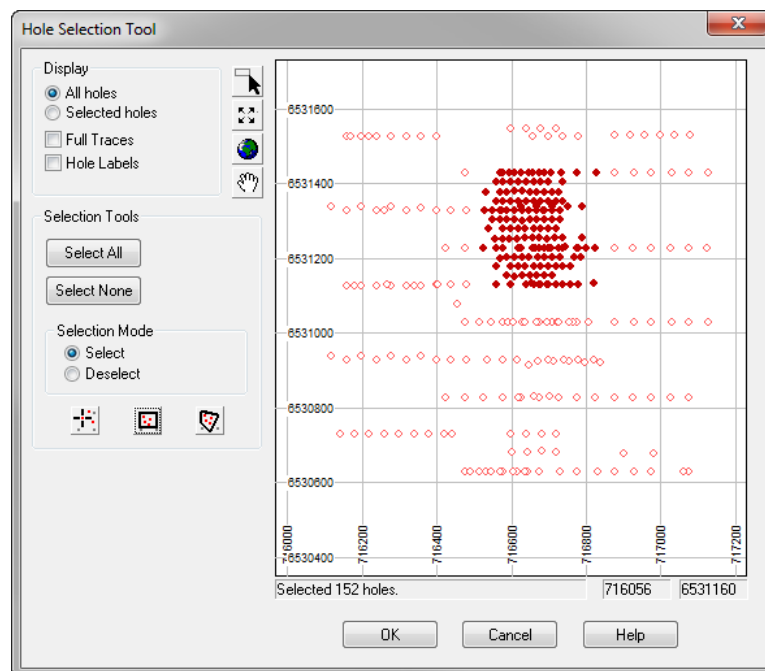 Hole Selection Tool
Display
All holes
Selected holes
Full Traces
Hole Labels
Selection Tools
Select All
Select None
Selection Mode
Select
Deselect
6531600
6531400
6531200
6531000
6530800
6530600
6530400
716000
716200
716400
716600
716800
717000
717200
Selected 152 holes.
716056
6531160
OK
Cancel
Help